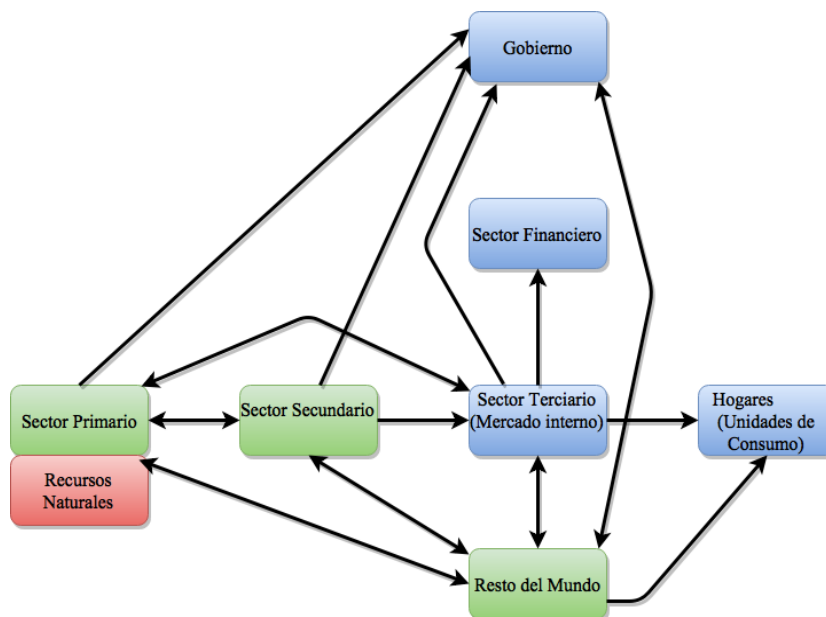 Gobierno
Sector Financiero
Sector Primario
Sector Secundario
Sector Terciario
(Mercado interno)
Hogares
(Unidades de
Consumo)
Recursos
Naturales
Resto del Mundo